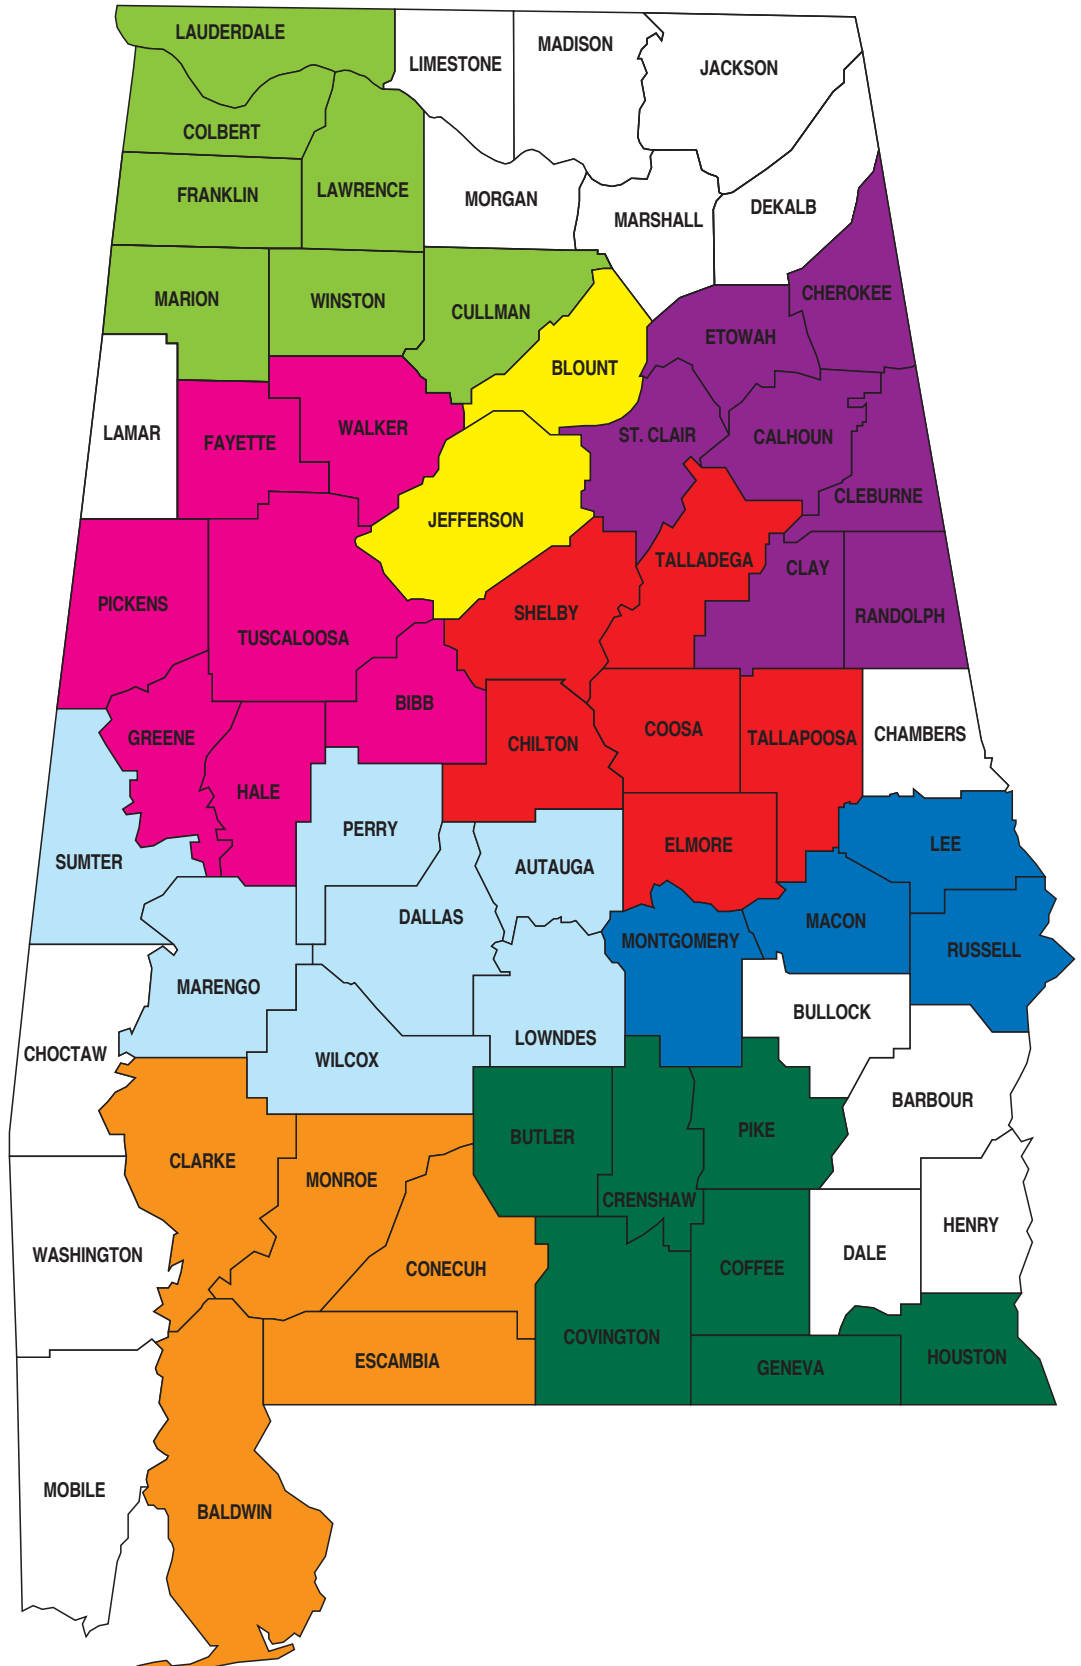 LAUDERDALE
LIMESTONE
MADISON
JACKSON
COLBERT
FRANKLIN
LAWRENCE
MORGAN
MARSHALL
DEKALB
MARION
WINSTON
CULLMAN
CHEROKEE
ETOWAH
BLOUNT
LAMAR
FAYETTE
WALKER
ST. CLAIR
CALHOUN
CLEBURNE
JEFFERSON
TALLADEGA
CLAY
PICKENS
TUSCALOOSA
SHELBY
RANDOLPH
BIBB
GREENE
CHILTON
COOSA
TALLAPOOSA
CHAMBERS
HALE
PERRY
SUMTER
AUTAUGA
ELMORE
LEE
DALLAS
MONTGOMERY
MACON
RUSSELL
MARENGO
BULLOCK
CHOCTAW
WILCOX
LOWNDES
BARBOUR
BUTLER
PIKE
CLARKE
MONROE
CRENSHAW
WASHINGTON
CONECUH
COFFEE
DALE
HENRY
COVINGTON
ESCAMBIA
GENEVA
HOUSTON
MOBILE
BALDWIN